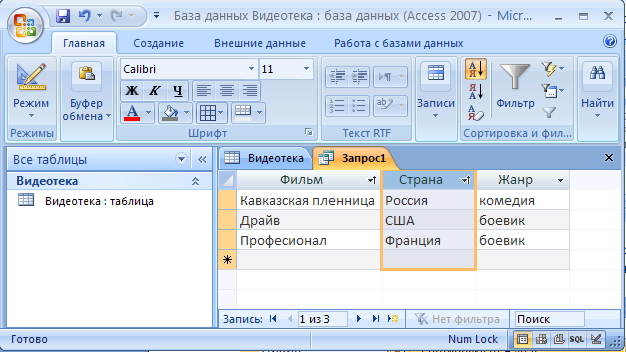 База данных Видеотека : база данных (Access 2007) - Micr...
Главная Создание Внешние данные Работа с базами данных
Режим
Режимы
Буфер обмена
Calibri 11
Ж К Ч
А
Шрифт
Текст RTF
Записи
А Я
Я А
Фильтр
Сортировка и фильтр
Найти
Все таблицы
Видеотека
Видеотека : таблица
Видеотека Запрос1
Фильм Страна Жанр
Кавказская пленница Россия комедия
Драйв США боевик
Професионал Франция боевик
Запись: 1 из 3 Нет фильтра Поиск
Готово Num Lock SQL